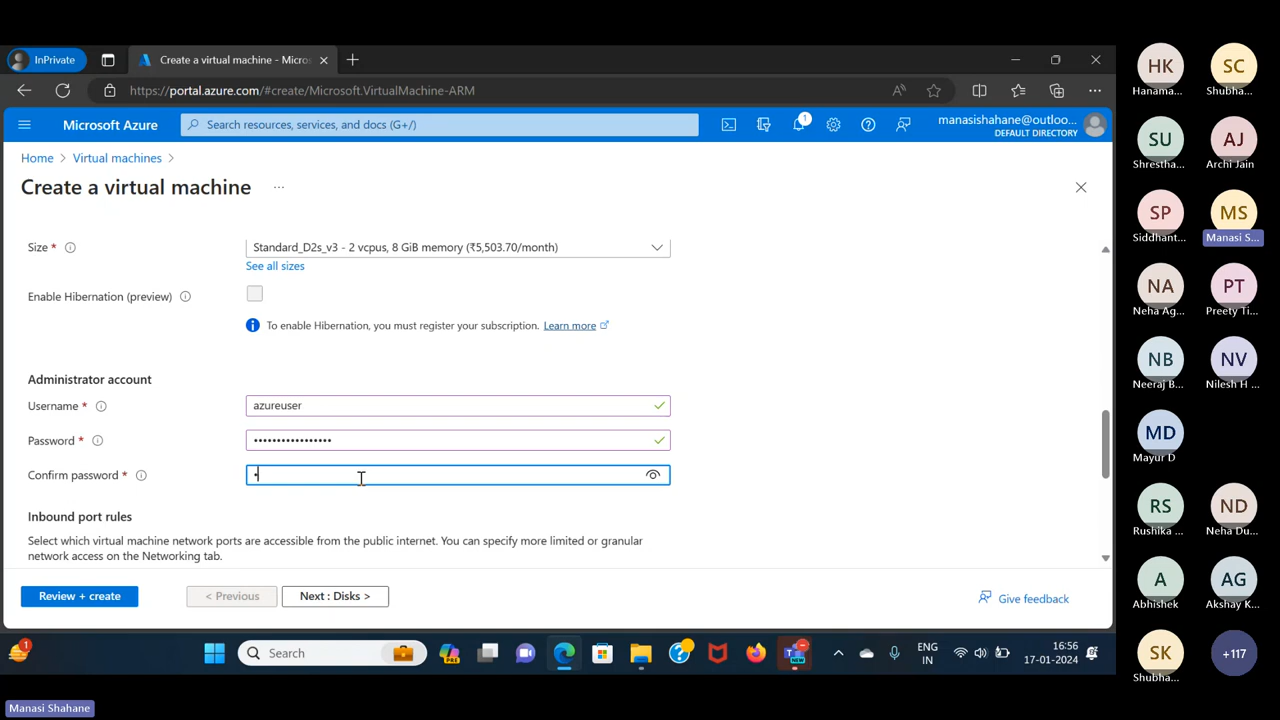 InPrivate
Create a virtual machine - Micros
https://portal.azure.com/#create/Microsoft.VirtualMachine-ARM
Microsoft Azure
Search resources, services, and docs (G+/)
1
manasishahane@outloo...
DEFAULT DIRECTORY
Home > Virtual machines >
Create a virtual machine
...
Size *
Standard_D2s_v3 - 2 vcpus, 8 GiB memory (₹5,503.70/month)
See all sizes
Enable Hibernation (preview)
To enable Hibernation, you must register your subscription. Learn more
Administrator account
Username *
azureuser
Password *
•••••••••••••••••
Confirm password *
•
Inbound port rules
Select which virtual machine network ports are accessible from the public internet. You can specify more limited or granular
network access on the Networking tab.
Review + create
< Previous
Next : Disks >
Give feedback
1
Search
PRE
NEW
ENG
IN
16:56
17-01-2024
Manasi Shahane
HK
Hanama...
SC
Shubha...
SU
Shrestha...
AJ
Archi Jain
SP
Siddhant...
MS
Manasi S...
NA
Neha Ag...
PT
Preety Ti...
NB
Neeraj B...
NV
Nilesh H ...
MD
Mayur D
RS
Rushika ...
ND
Neha Du...
A
Abhishek
AG
Akshay K...
SK
Shubha...
+117